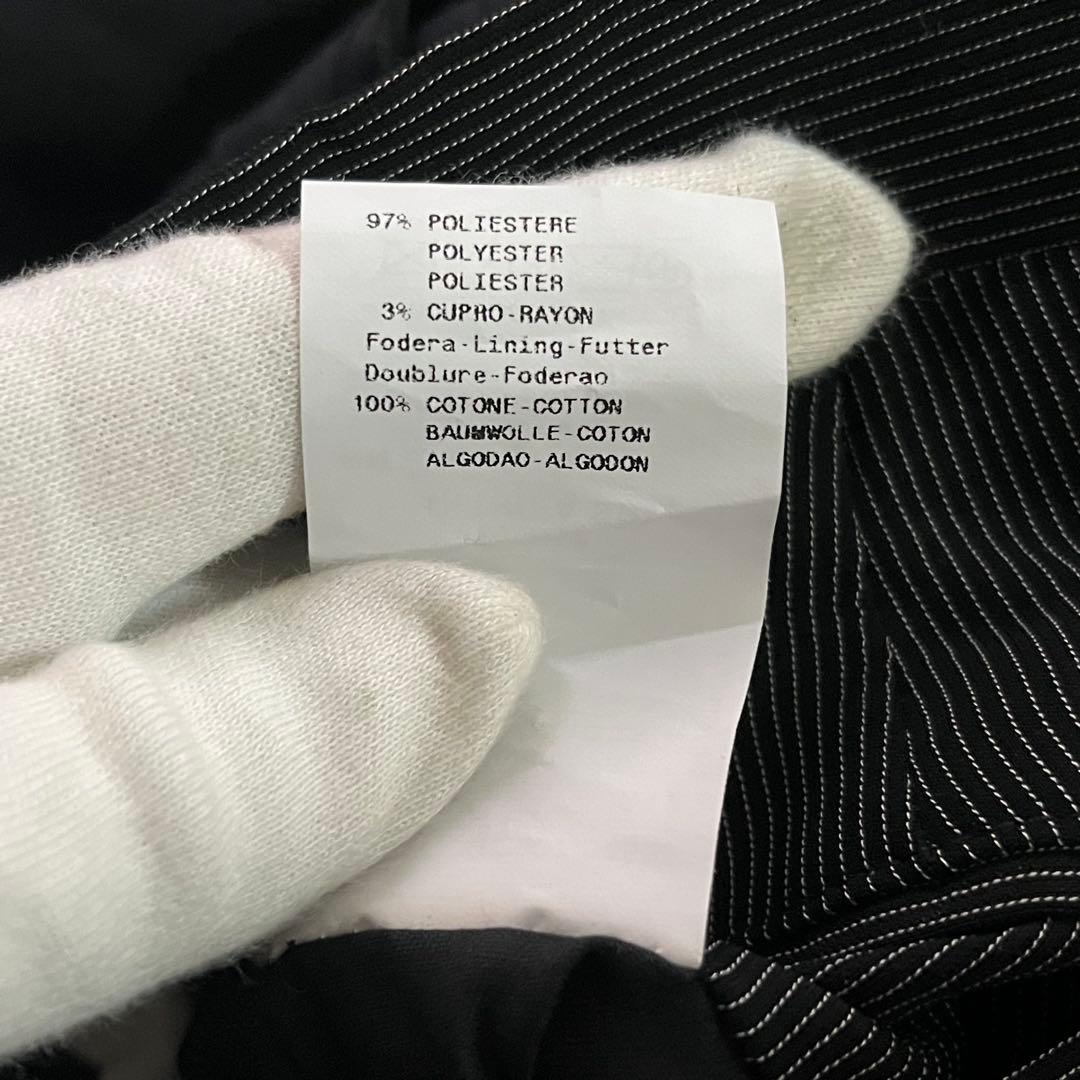 97% POLIESTERE
POLYESTER
POLIESTER
3% CUPRO-RAYON
Fodera-Lining-Futter
Doublure-Foderao
100% COTONE-COTTON
BAUMWOLLE-COTON
ALGODAO-ALGODON